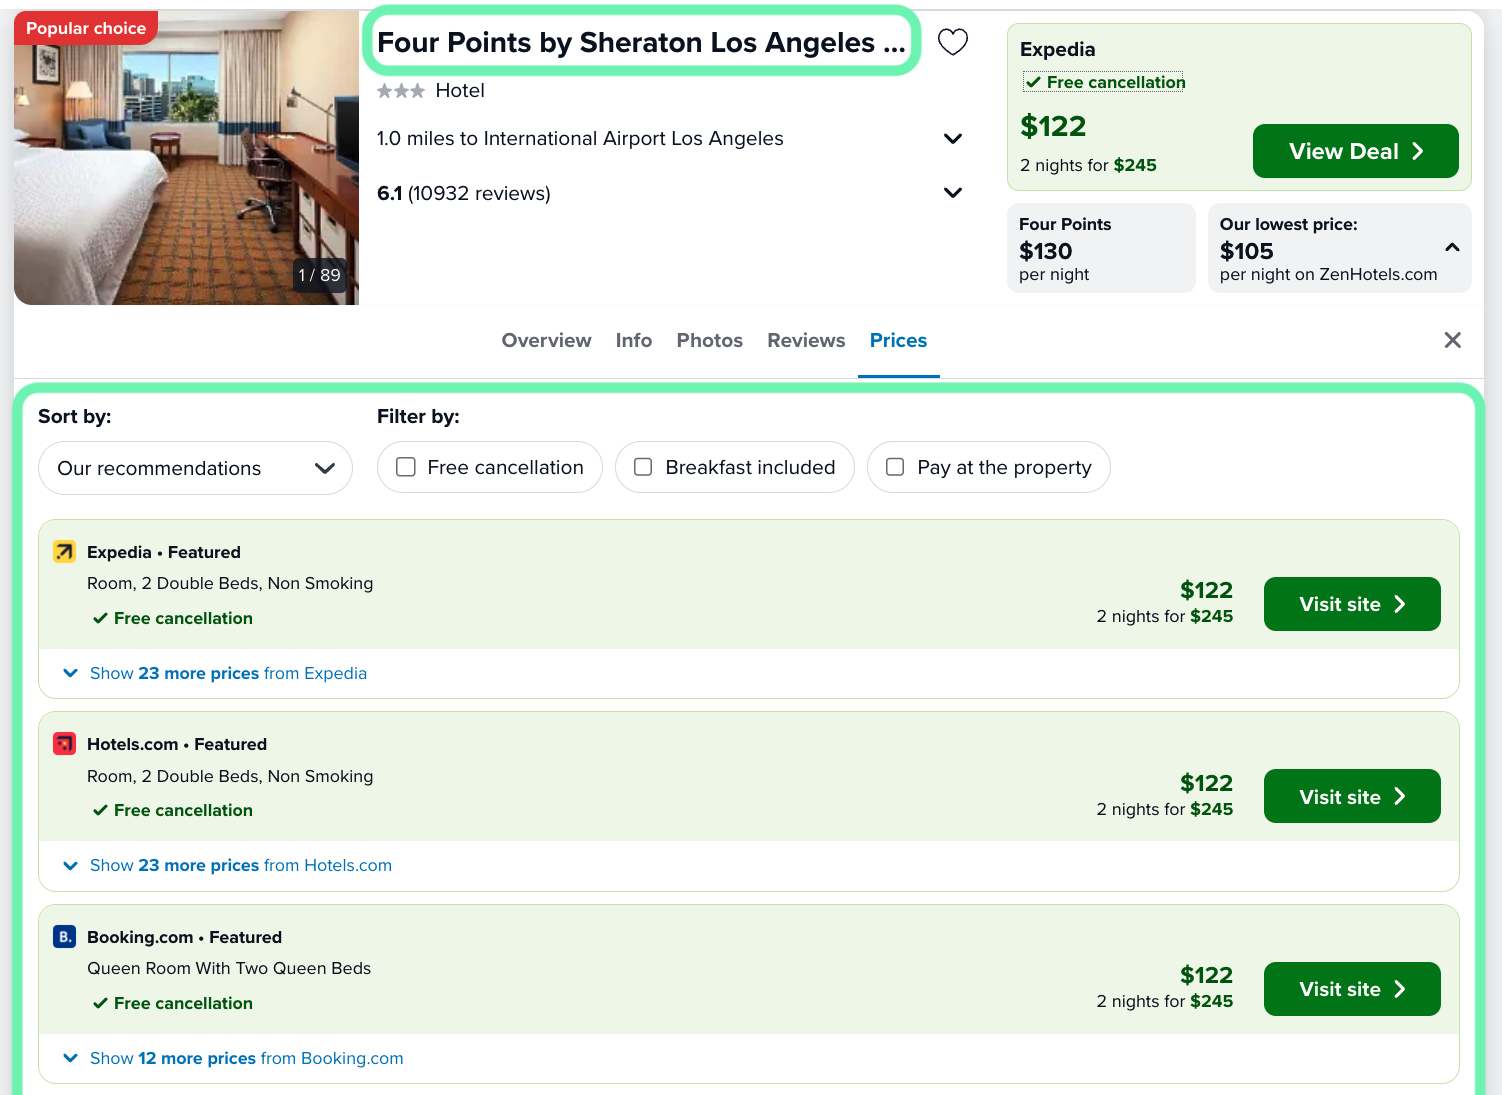 Popular choice
Four Points by Sheraton Los Angeles ...
Hotel
1.0 miles to International Airport Los Angeles
6.1 (10932 reviews)
1 / 89
Expedia
Free cancellation
$122
2 nights for $245
View Deal
Four Points
$130
per night
Our lowest price:
$105
per night on ZenHotels.com
Overview Info Photos Reviews Prices
Sort by:
Our recommendations
Filter by:
Free cancellation
Breakfast included
Pay at the property
Expedia • Featured
Room, 2 Double Beds, Non Smoking
Free cancellation
$122
2 nights for $245
Visit site
Show 23 more prices from Expedia
Hotels.com • Featured
Room, 2 Double Beds, Non Smoking
Free cancellation
$122
2 nights for $245
Visit site
Show 23 more prices from Hotels.com
B.
Booking.com • Featured
Queen Room With Two Queen Beds
Free cancellation
$122
2 nights for $245
Visit site
Show 12 more prices from Booking.com